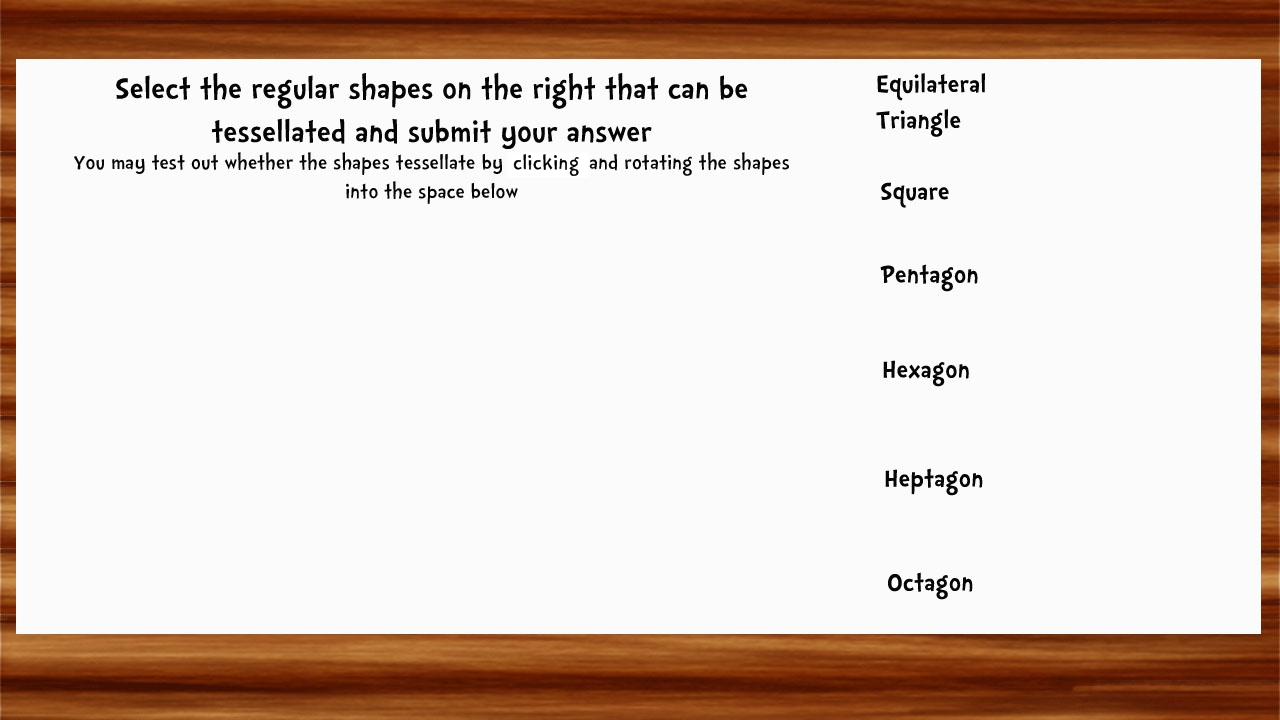 Select the regular shapes on the right that can be
tessellated and submit your answer
You may test out whether the shapes tessellate by clicking and rotating the shapes
into the space below
Equilateral
Triangle
Square
Pentagon
Hexagon
Heptagon
Octagon